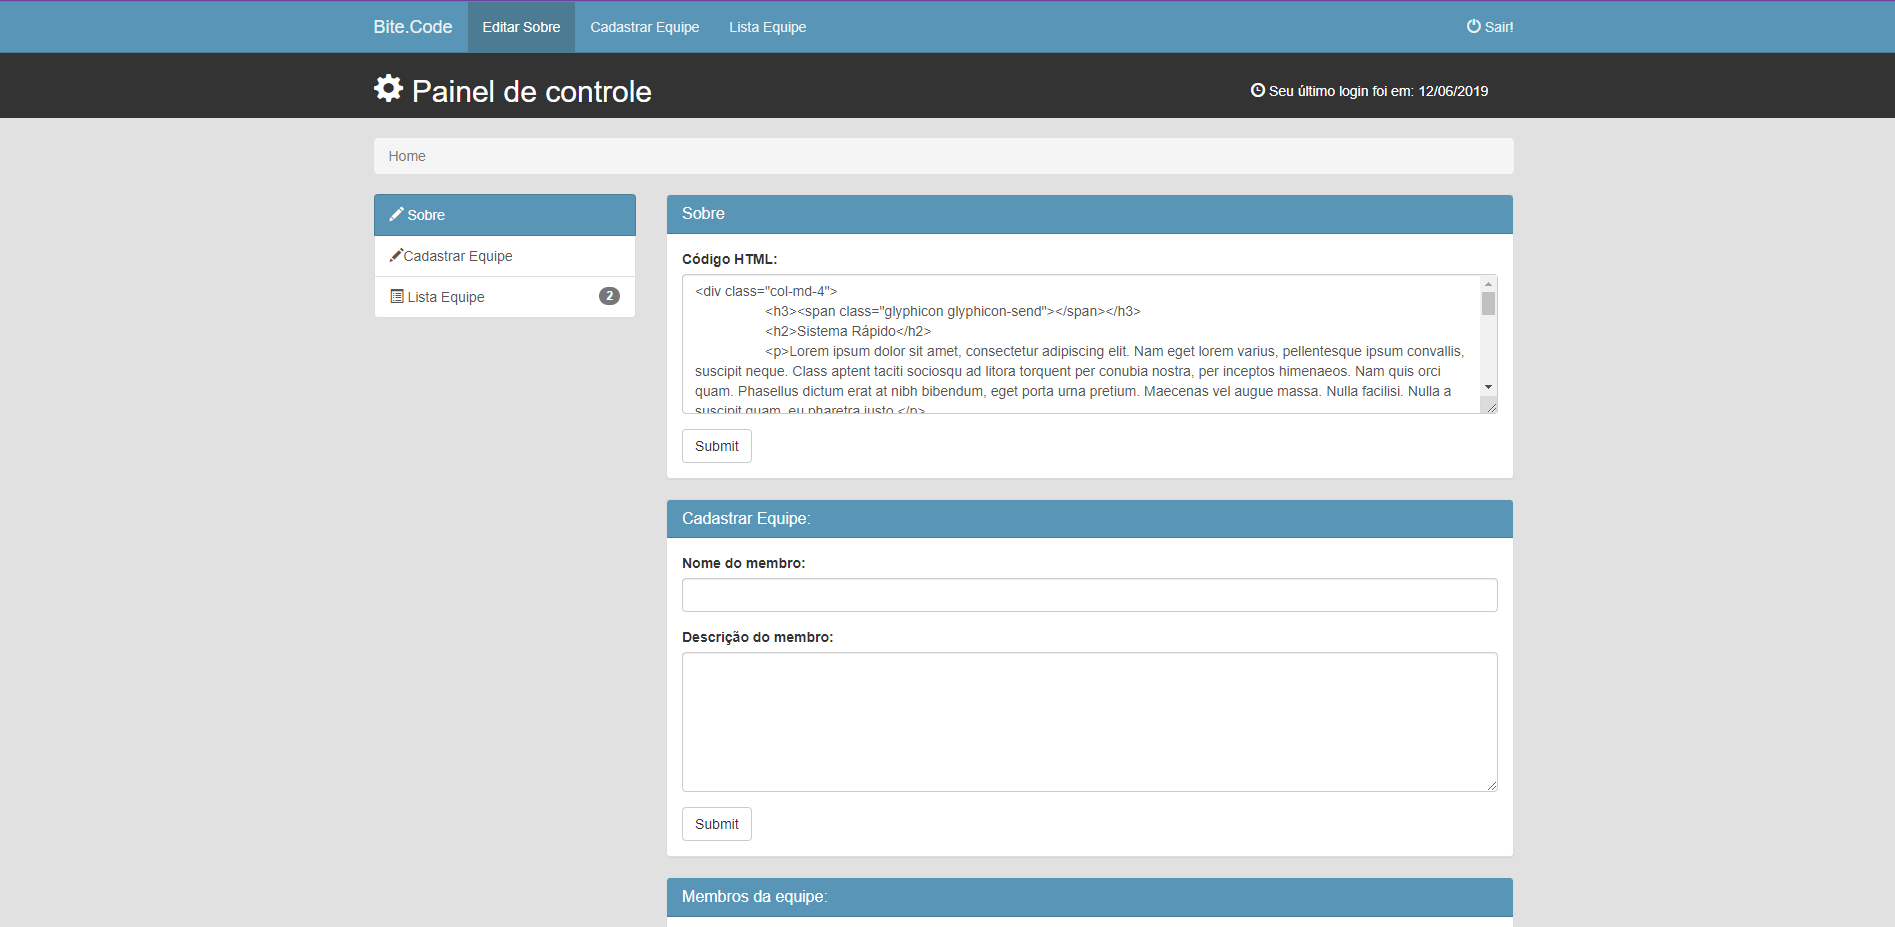 Bite.Code Editar Sobre Cadastrar Equipe Lista Equipe Sair!
Painel de controle Seu último login foi em: 12/06/2019
Home
Sobre
Cadastrar Equipe
Lista Equipe 2
Sobre
Código HTML:
<div class="col-md-4">
<h3><span class="glyphicon glyphicon-send"></span></h3>
<h2>Sistema Rápido</h2>
<p>Lorem ipsum dolor sit amet, consectetur adipiscing elit. Nam eget lorem varius, pellentesque ipsum convallis,
suscipit neque. Class aptent taciti sociosqu ad litora torquent per conubia nostra, per inceptos himenaeos. Nam quis orci
quam. Phasellus dictum erat at nibh bibendum, eget porta urna pretium. Maecenas vel augue massa. Nulla facilisi. Nulla a
suscipit quam, eu pharetra justo.</p>
Submit
Cadastrar Equipe:
Nome do membro:
Descrição do membro:
Submit
Membros da equipe: